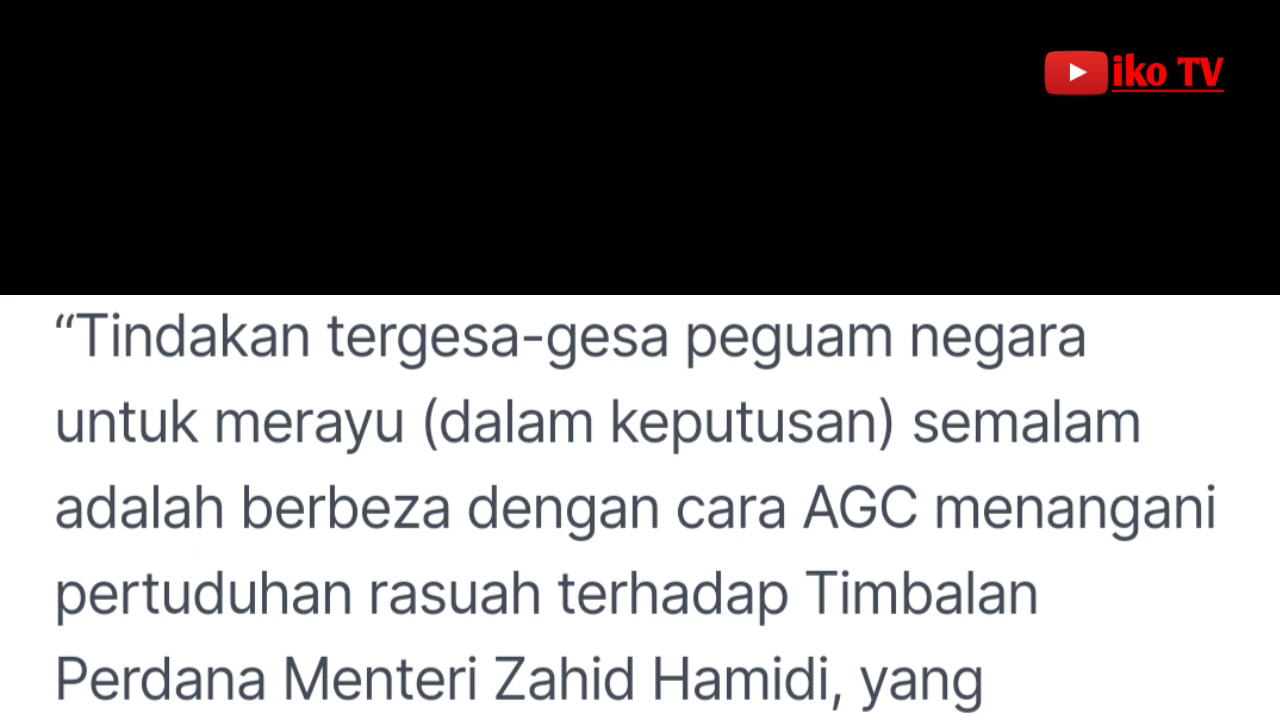 iko TV
“Tindakan tergesa-gesa peguam negara
untuk merayu (dalam keputusan) semalam
adalah berbeza dengan cara AGC menangani
pertuduhan rasuah terhadap Timbalan
Perdana Menteri Zahid Hamidi, yang